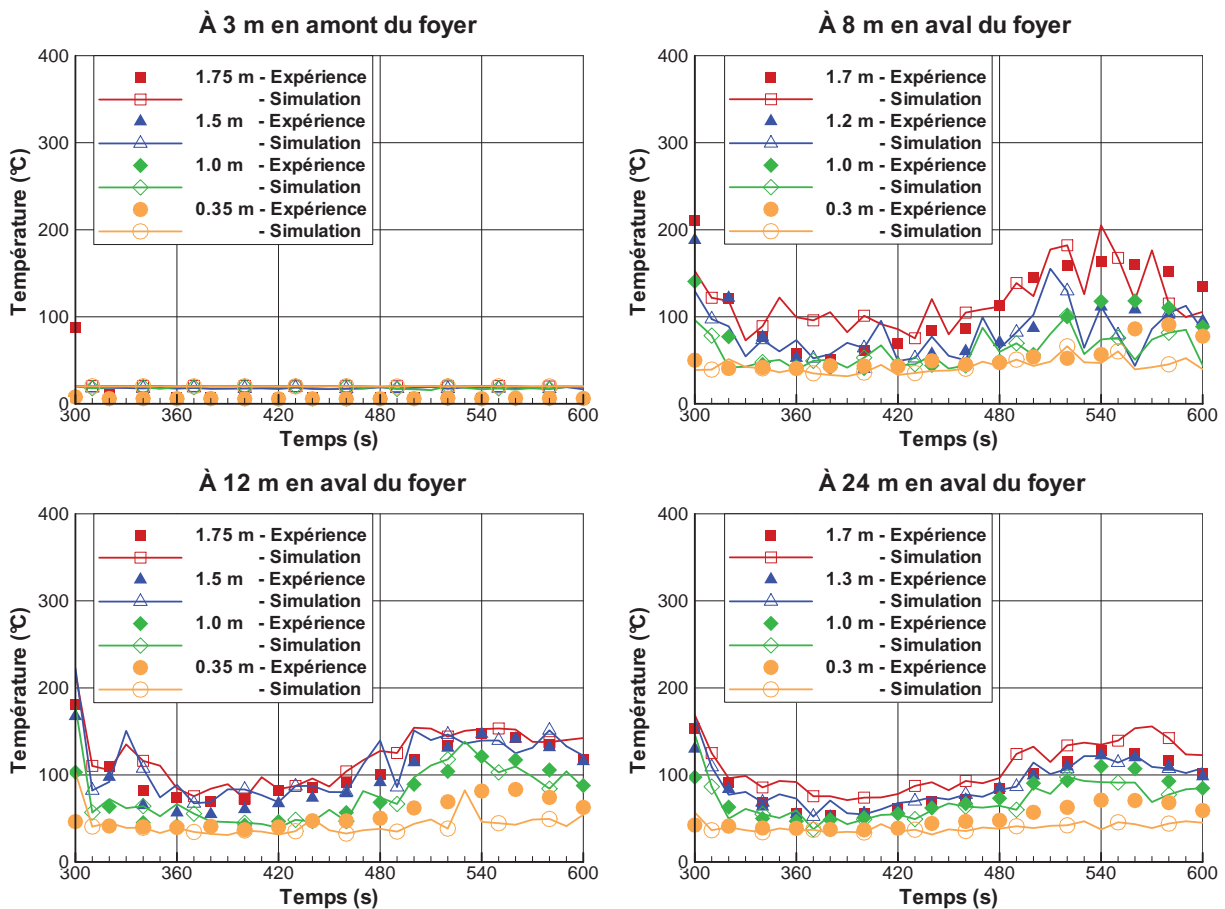 À 3 m en amont du foyer
Température (°C)
400
300
200
100
0
1.75 m - Expérience
- Simulation
1.5 m - Expérience
- Simulation
1.0 m - Expérience
- Simulation
0.35 m - Expérience
- Simulation
300 360 420 480 540 600
Temps (s)
À 8 m en aval du foyer
Température (°C)
400
300
200
100
0
1.7 m - Expérience
- Simulation
1.2 m - Expérience
- Simulation
1.0 m - Expérience
- Simulation
0.3 m - Expérience
- Simulation
300 360 420 480 540 600
Temps (s)
À 12 m en aval du foyer
Température (°C)
400
300
200
100
0
1.75 m - Expérience
- Simulation
1.5 m - Expérience
- Simulation
1.0 m - Expérience
- Simulation
0.35 m - Expérience
- Simulation
300 360 420 480 540 600
Temps (s)
À 24 m en aval du foyer
Température (°C)
400
300
200
100
0
1.7 m - Expérience
- Simulation
1.3 m - Expérience
- Simulation
1.0 m - Expérience
- Simulation
0.3 m - Expérience
- Simulation
300 360 420 480 540 600
Temps (s)